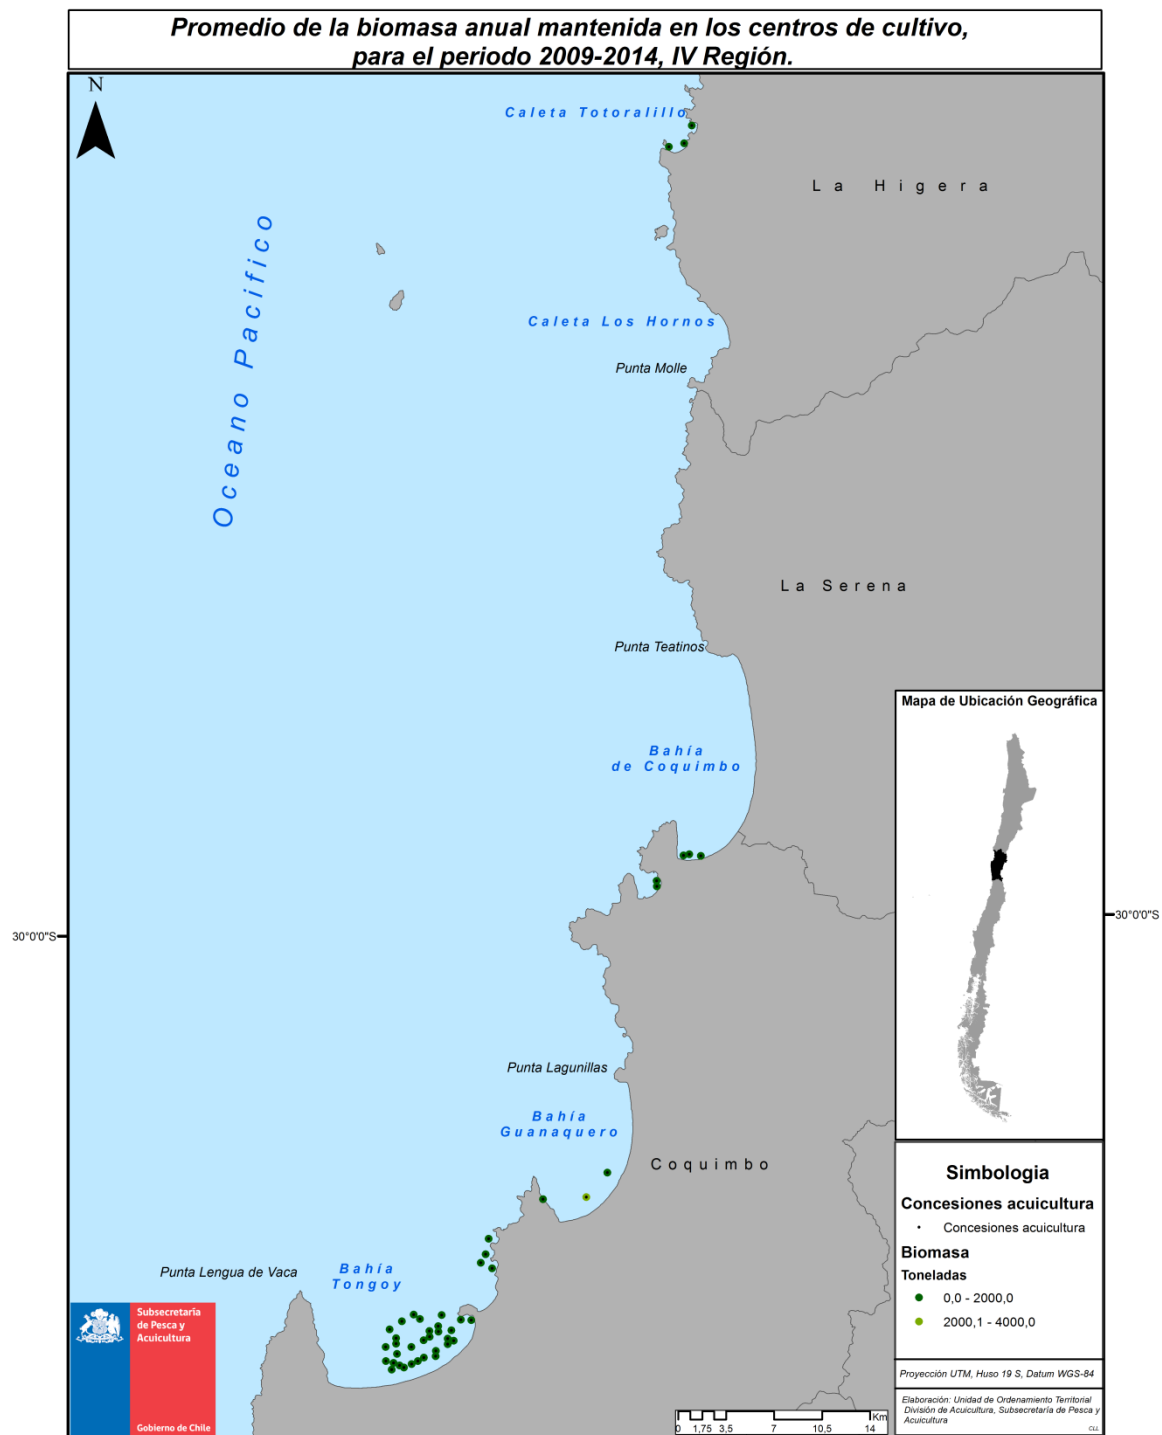 Promedio de la biomasa anual mantenida en los centros de cultivo,
para el periodo 2009-2014, IV Región.
N
Caleta Totoralillo
La Higera
Oceano Pacifico
Caleta Los Hornos
Punta Molle
La Serena
Punta Teatinos
Mapa de Ubicación Geográfica
Bahía
de Coquimbo
30°0'0"S
30°0'0"S
Punta Lagunillas
Bahía
Guanaquero
Coquimbo
Punta Lengua de Vaca
Bahía
Tongoy
Simbologia
Concesiones acuicultura
Concesiones acuicultura
Biomasa
Toneladas
0,0 - 2000,0
2000,1 - 4000,0
Subsecretaría
de Pesca y
Acuicultura
Gobierno de Chile
Proyección UTM, Huso 19 S, Datum WGS-84
Elaboración: Unidad de Ordenamiento Territorial
División de Acuicultura, Subsecretaría de Pesca y
Acuicultura
CLL
Km
0 1,75 3,5 7 10,5 14